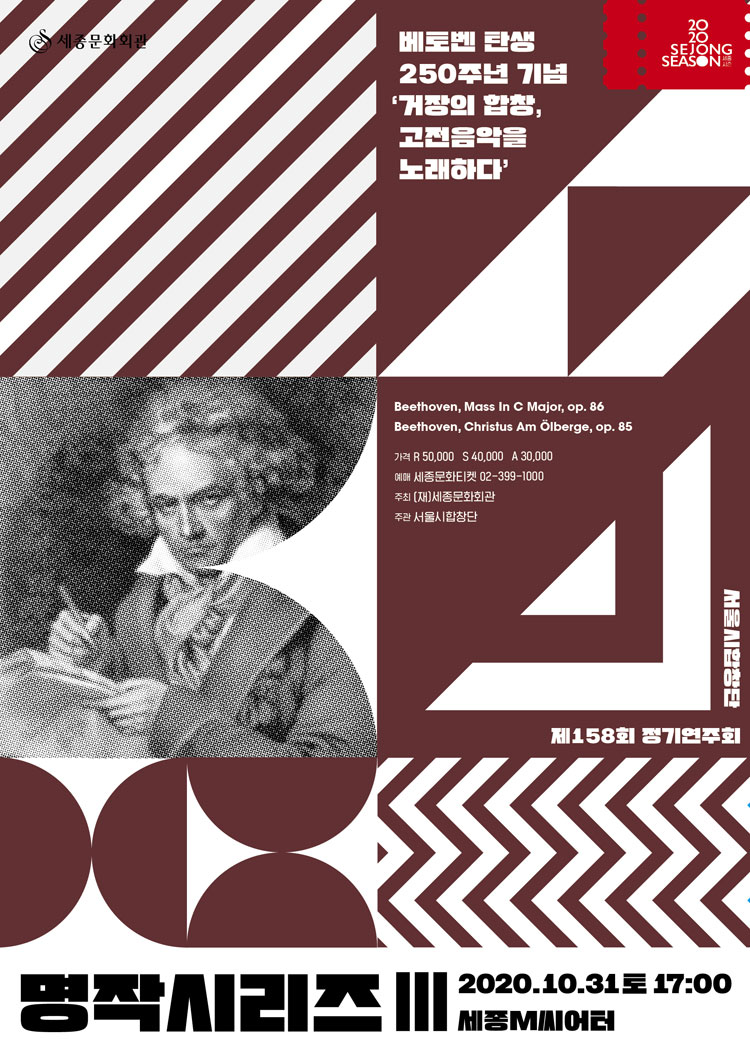 세종문화회관
베토벤 탄생
250주년 기념
‘거장의 합창,
고전음악을
노래하다’
20
20
SEJONG
SEASON
세종
시즌
Beethoven, Mass In C Major, op. 86
Beethoven, Christus Am Ölberge, op. 85
가격 R 50,000 S 40,000 A 30,000
예매 세종문화티켓 02-399-1000
주최 (재)세종문화회관
주관 서울시합창단
서울시합창단
제158회 정기연주회
명작시리즈 III
2020.10.31 토 17:00
세종M씨어터